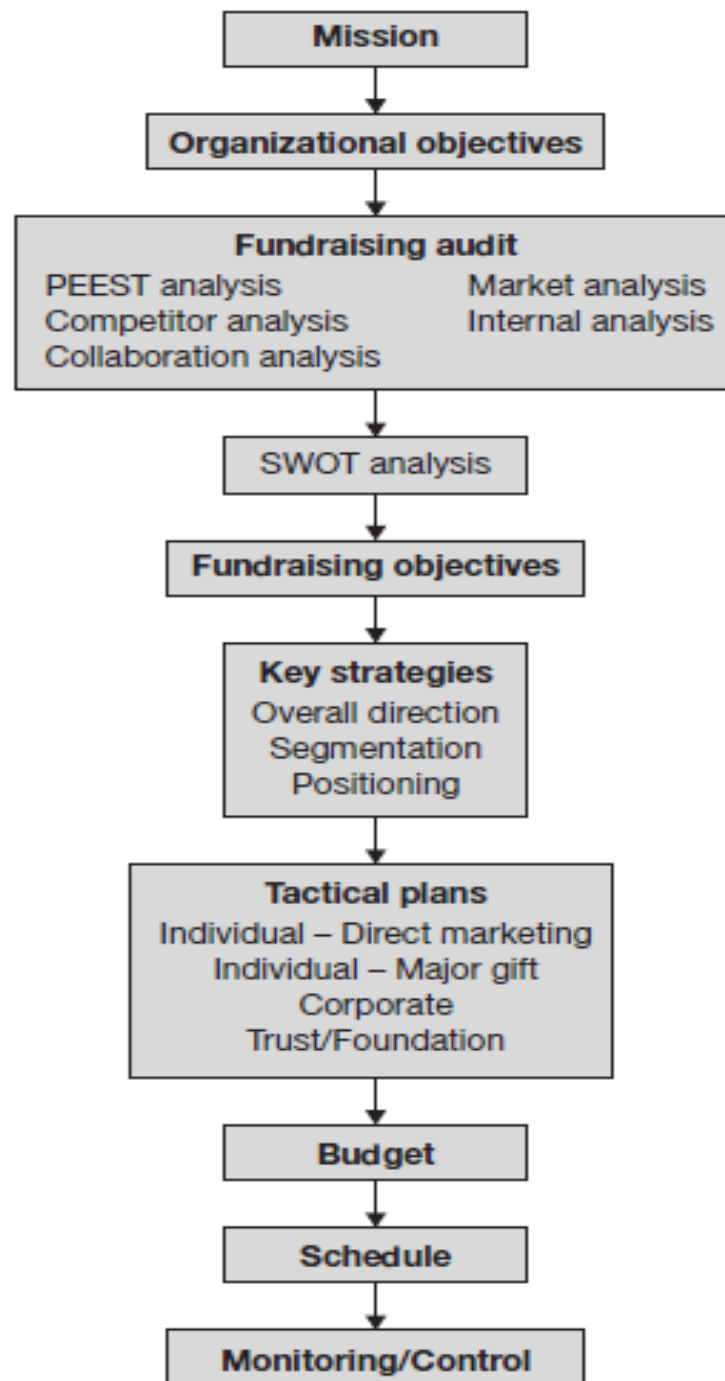 Mission
Organizational objectives
Fundraising audit
PEEST analysis Market analysis
Competitor analysis Internal analysis
Collaboration analysis
SWOT analysis
Fundraising objectives
Key strategies
Overall direction
Segmentation
Positioning
Tactical plans
Individual – Direct marketing
Individual – Major gift
Corporate
Trust/Foundation
Budget
Schedule
Monitoring/Control